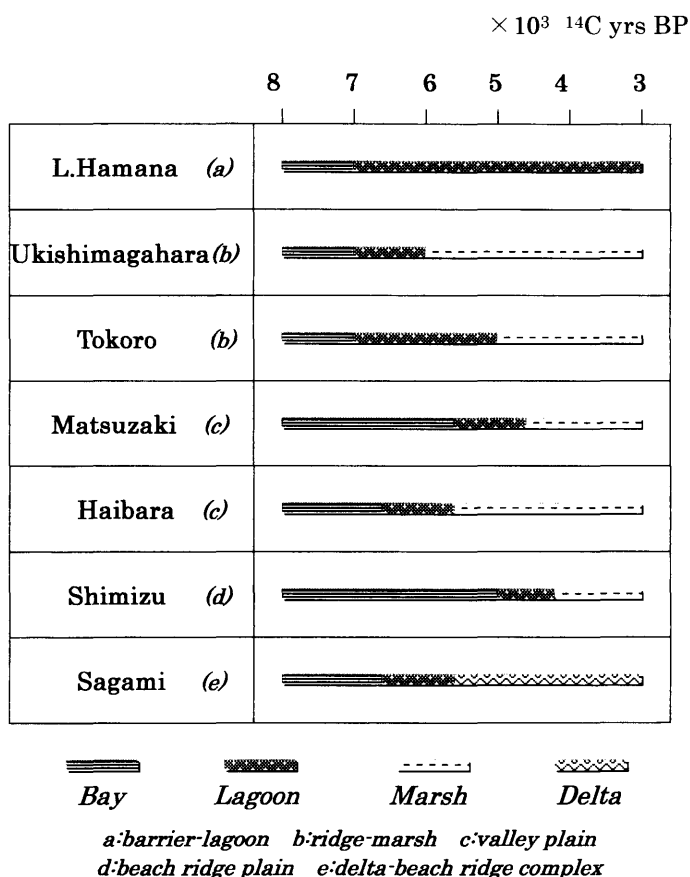 × 10³ ¹⁴C yrs BP
8 7 6 5 4 3
L.Hamana (a)
Ukishimagahara (b)
Tokoro (b)
Matsuzaki (c)
Haibara (c)
Shimizu (d)
Sagami (e)
Bay Lagoon Marsh Delta
a:barrier-lagoon b:ridge-marsh c:valley plain
d:beach ridge plain e:delta-beach ridge complex